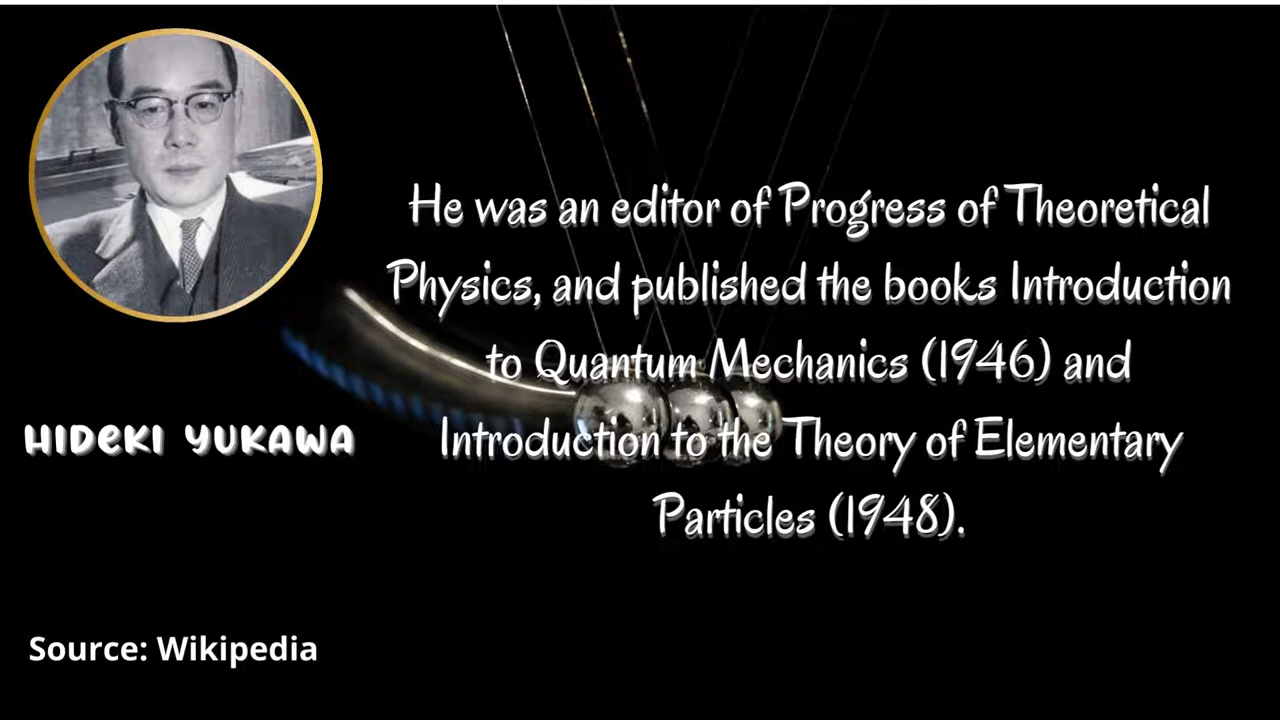 He was an editor of Progress of Theoretical
Physics, and published the books Introduction
to Quantum Mechanics (1946) and
Introduction to the Theory of Elementary
Particles (1948).
HIDEKI YUKAWA
Source: Wikipedia